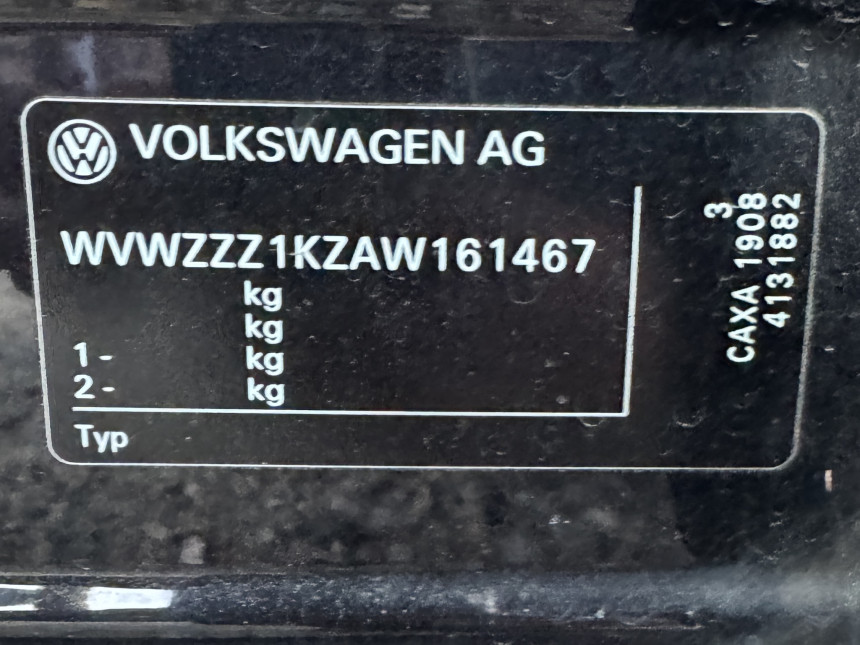 VOLKSWAGEN AG
WVWZZZ1KZAW161467
kg
kg
1- kg
2- kg
Typ
3
CAXA 1908
4131882